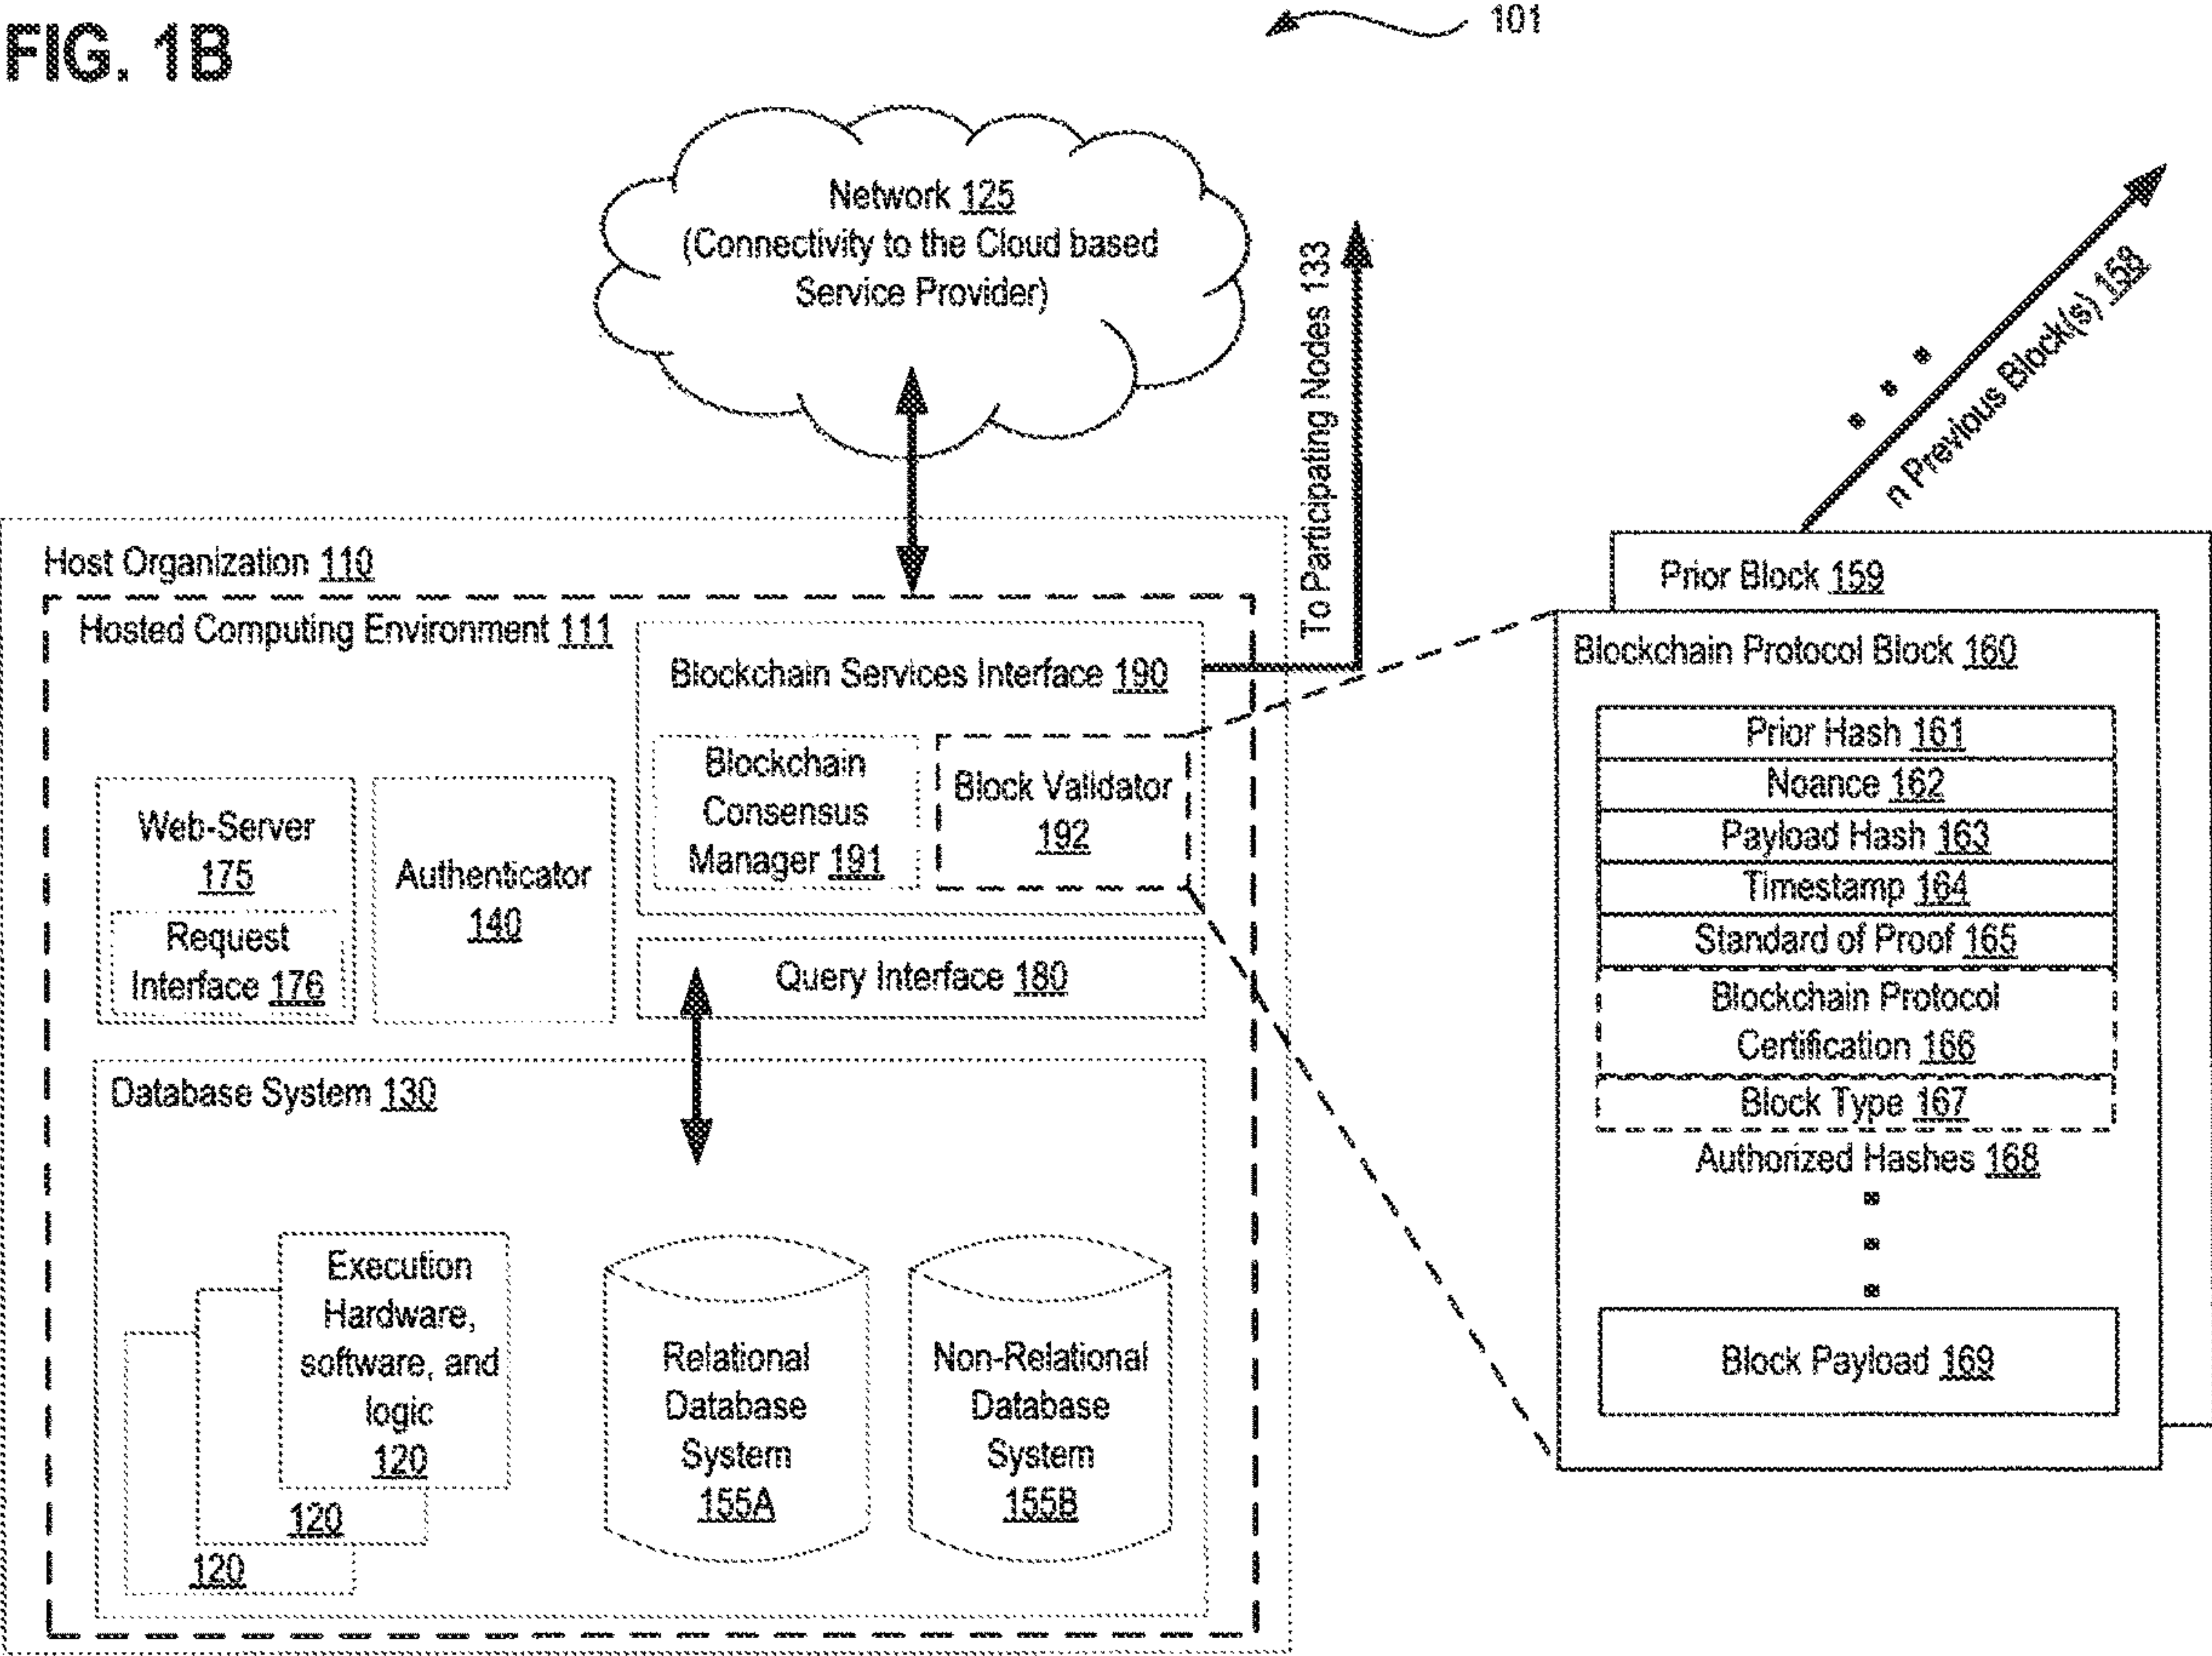 FIG. 1B
101
Network 125
(Connectivity to the Cloud based
Service Provider)
To Participating Nodes 133
n Previous Block(s) 158
Host Organization 110
Hosted Computing Environment 111
Blockchain Services Interface 190
Blockchain
Consensus
Manager 191
Block Validator
192
Web-Server
175
Request
Interface 176
Authenticator
140
Query Interface 180
Database System 130
Execution
Hardware,
software, and
logic
120
120
120
Relational
Database
System
155A
Non-Relational
Database
System
155B
Prior Block 159
Blockchain Protocol Block 160
Prior Hash 161
Noance 162
Payload Hash 163
Timestamp 164
Standard of Proof 165
Blockchain Protocol
Certification 166
Block Type 167
Authorized Hashes 168
Block Payload 169